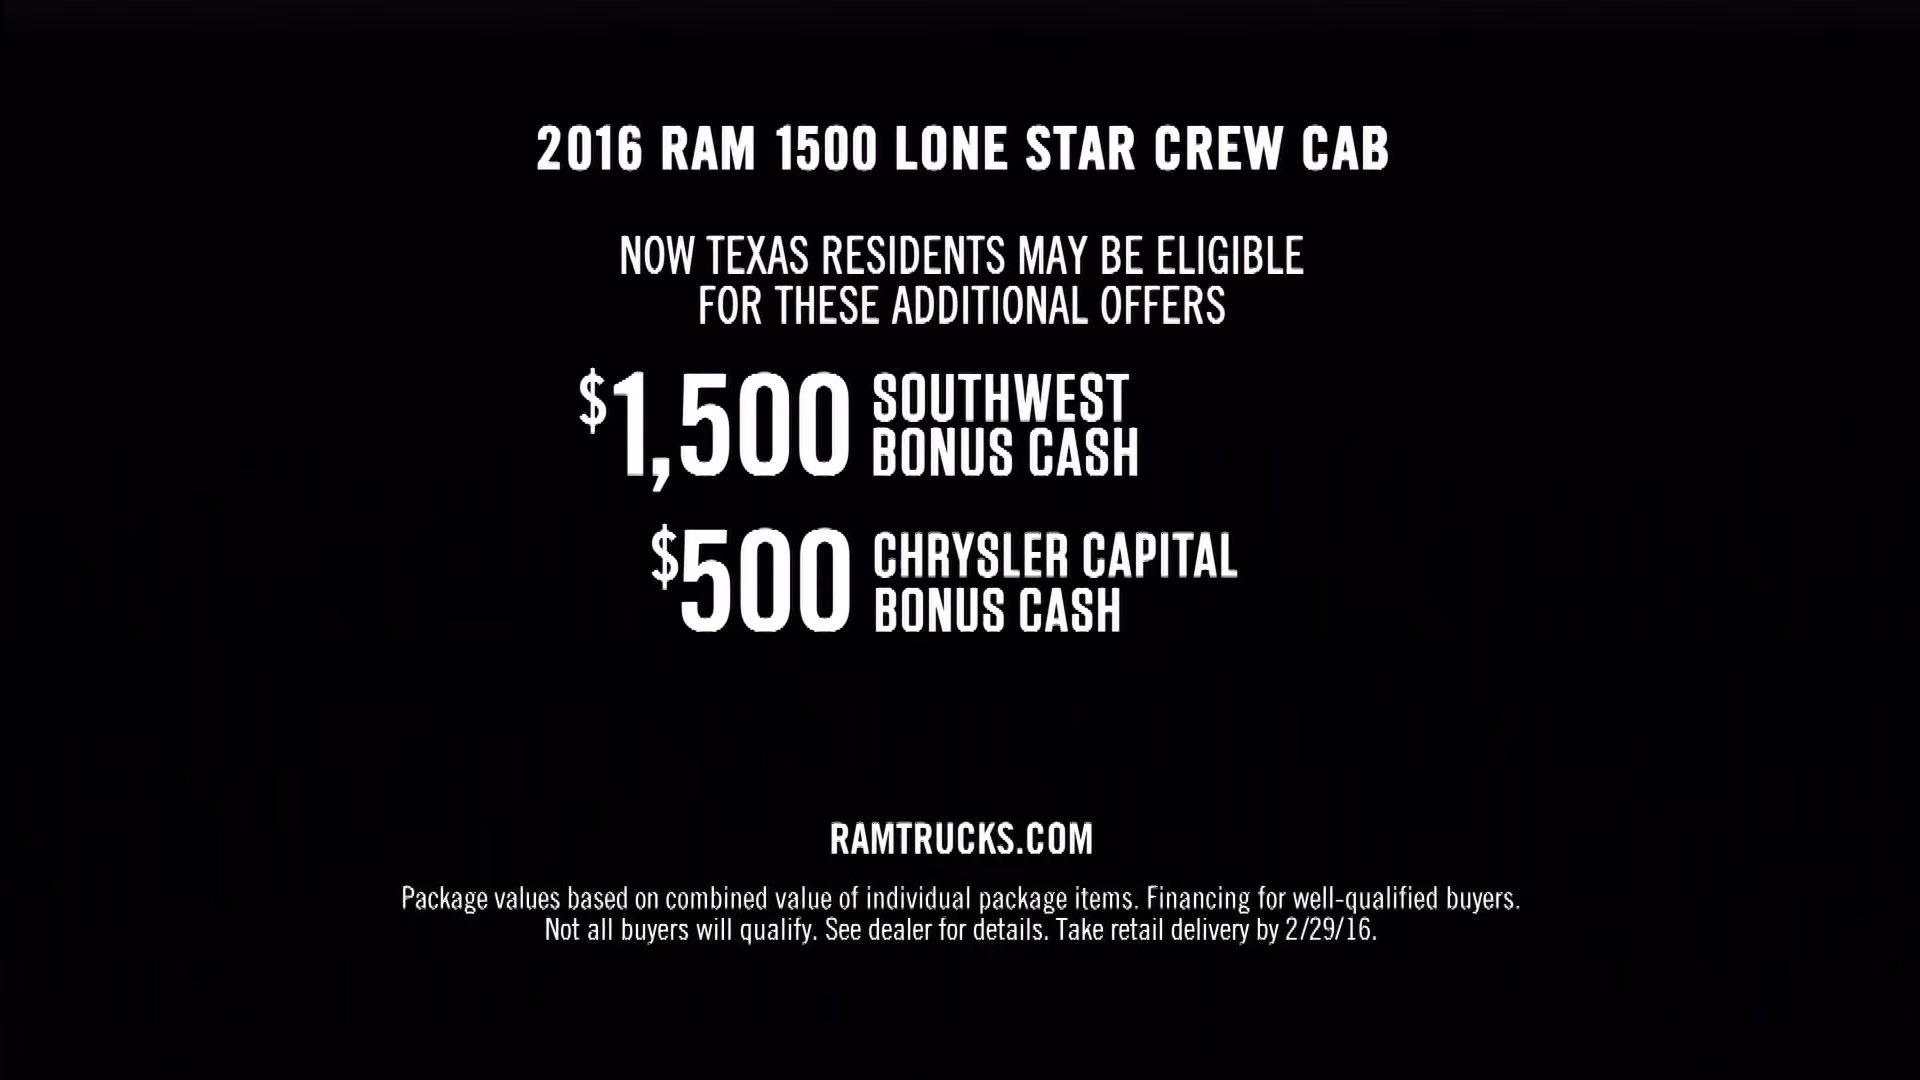 2016 RAM 1500 LONE STAR CREW CAB
NOW TEXAS RESIDENTS MAY BE ELIGIBLE
FOR THESE ADDITIONAL OFFERS
$1,500 SOUTHWEST
BONUS CASH
$500 CHRYSLER CAPITAL
BONUS CASH
RAMTRUCKS.COM
Package values based on combined value of individual package items. Financing for well-qualified buyers.
Not all buyers will qualify. See dealer for details. Take retail delivery by 2/29/16.